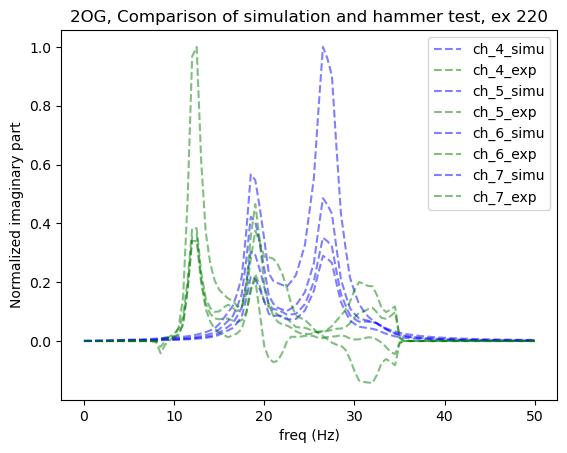 2OG, Comparison of simulation and hammer test, ex 220
Normalized imaginary part
1.0
0.8
0.6
0.4
0.2
0.0
ch_4_simu
ch_4_exp
ch_5_simu
ch_5_exp
ch_6_simu
ch_6_exp
ch_7_simu
ch_7_exp
0 10 20 30 40 50
freq (Hz)